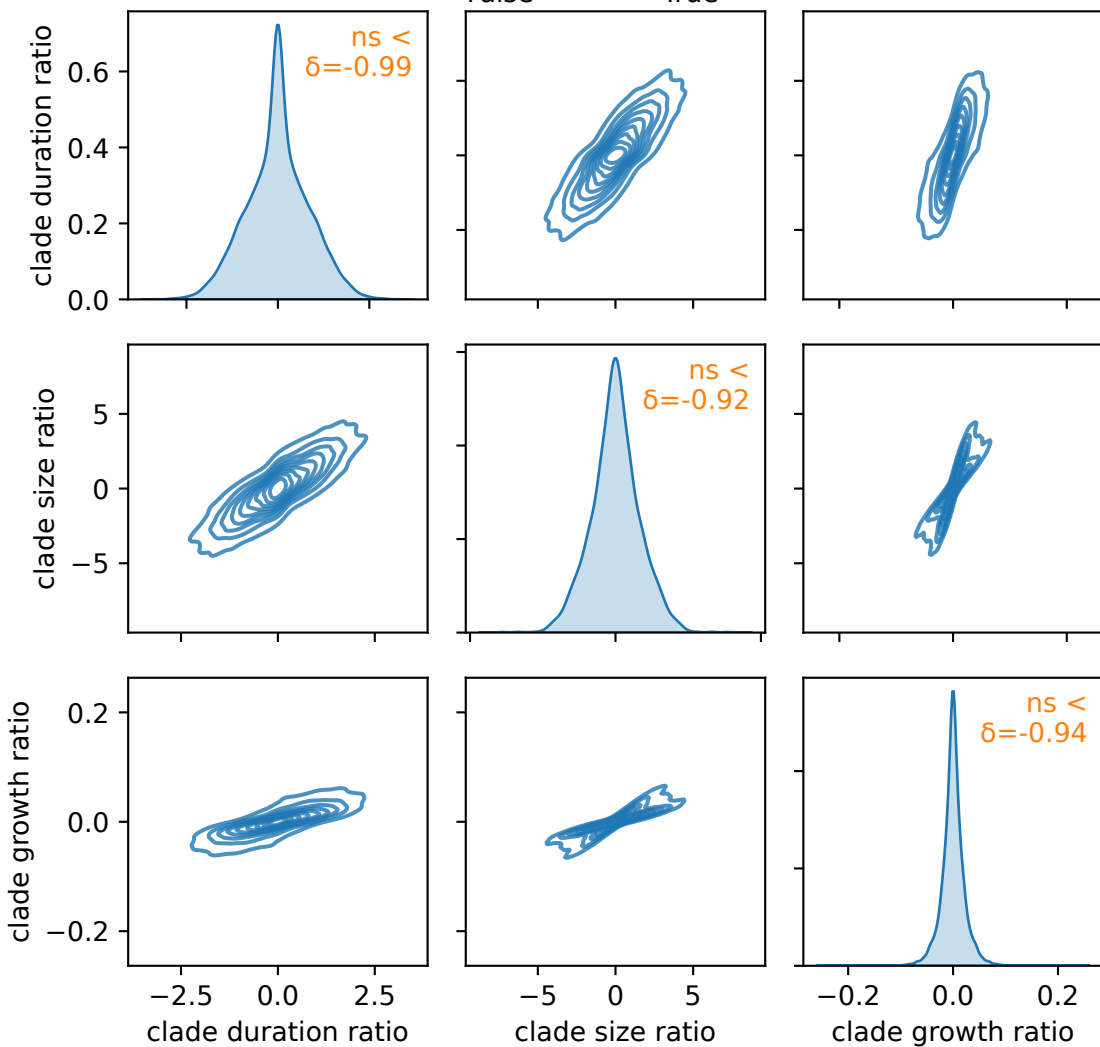 True
ns <
δ=-0.99
clade duration ratio
0.6
0.4
0.2
0.0
ns <
δ=-0.92
clade size ratio
5
0
−5
ns <
δ=-0.94
clade growth ratio
0.2
0.0
−0.2
−2.5 0.0 2.5
−5 0 5
−0.2 0.0 0.2
clade duration ratio
clade size ratio
clade growth ratio